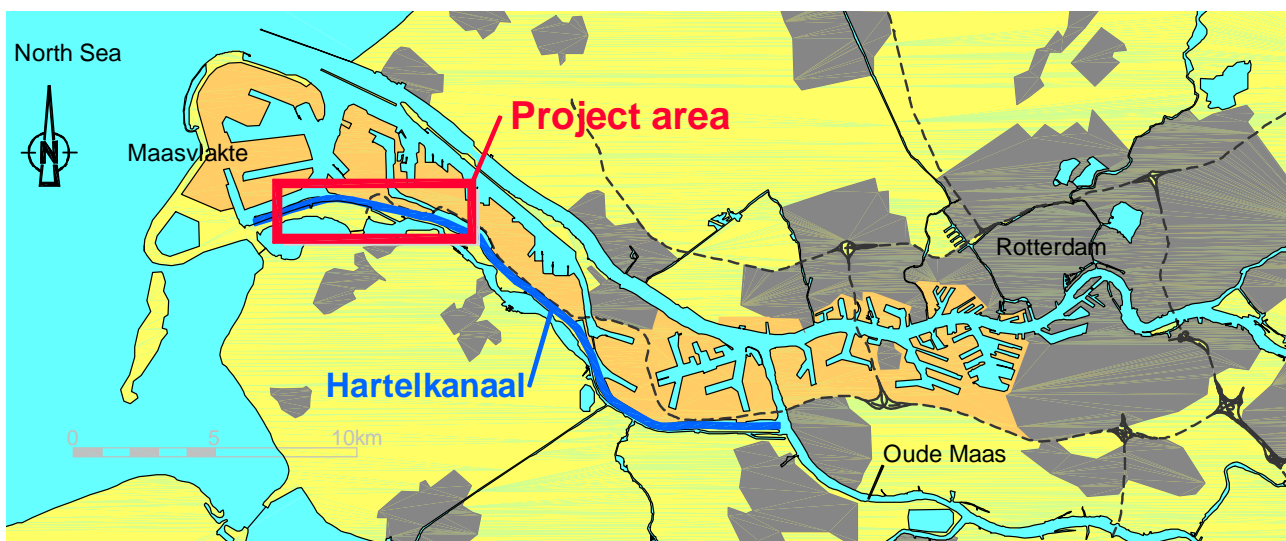 North Sea
N
Maasvlakte
Project area
Rotterdam
Hartelkanaal
0 5 10km
Oude Maas